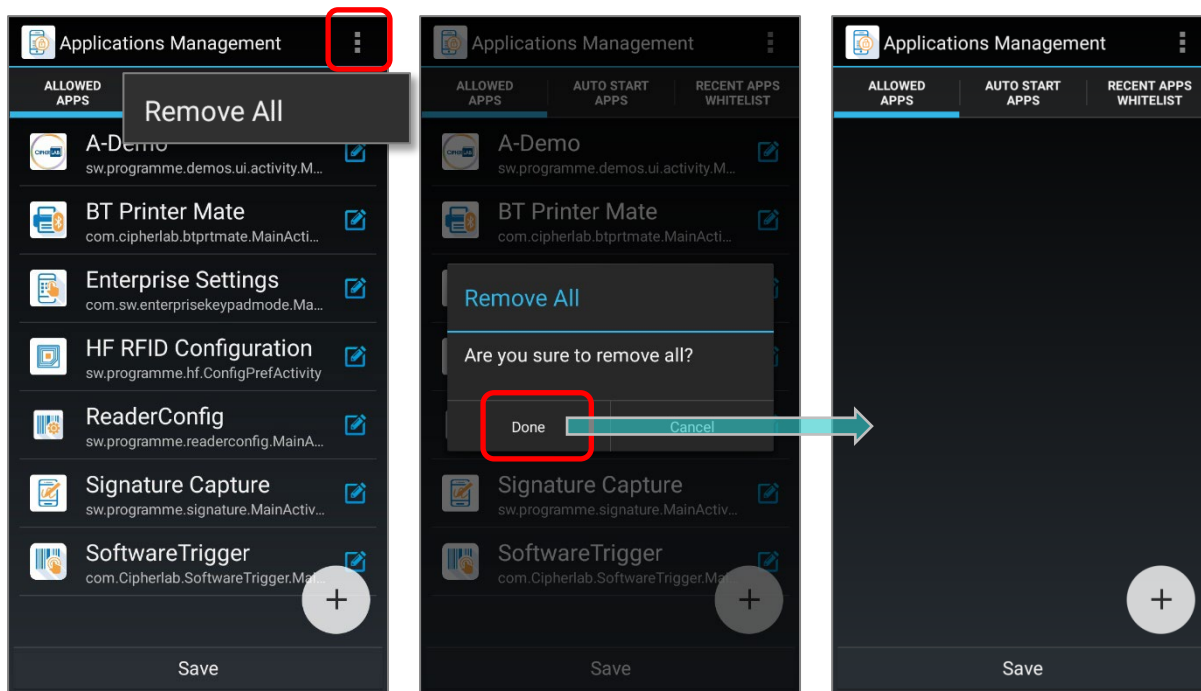 Applications Management
ALLOWED
APPS
Remove All
A-Demo
sw.programme.demos.ui.activity.M...
BT Printer Mate
com.cipherlab.btprtmate.MainActi...
Enterprise Settings
com.sw.enterprisekeypadmode.Ma...
HF RFID Configuration
sw.programme.hf.ConfigPrefActivity
ReaderConfig
sw.programme.readerconfig.MainA...
Signature Capture
sw.programme.signature.MainActiv...
SoftwareTrigger
com.Cipherlab.SoftwareTrigger.Mai...
+
Save
Applications Management
ALLOWED
APPS
AUTO START
APPS
RECENT APPS
WHITELIST
A-Demo
sw.programme.demos.ui.activity.M...
BT Printer Mate
com.cipherlab.btprtmate.MainActi...
Remove All
Are you sure to remove all?
Done
Cancel
Signature Capture
sw.programme.signature.MainActiv...
SoftwareTrigger
com.Cipherlab.SoftwareTrigger.Mai...
+
Save
Applications Management
ALLOWED
APPS
AUTO START
APPS
RECENT APPS
WHITELIST
+
Save